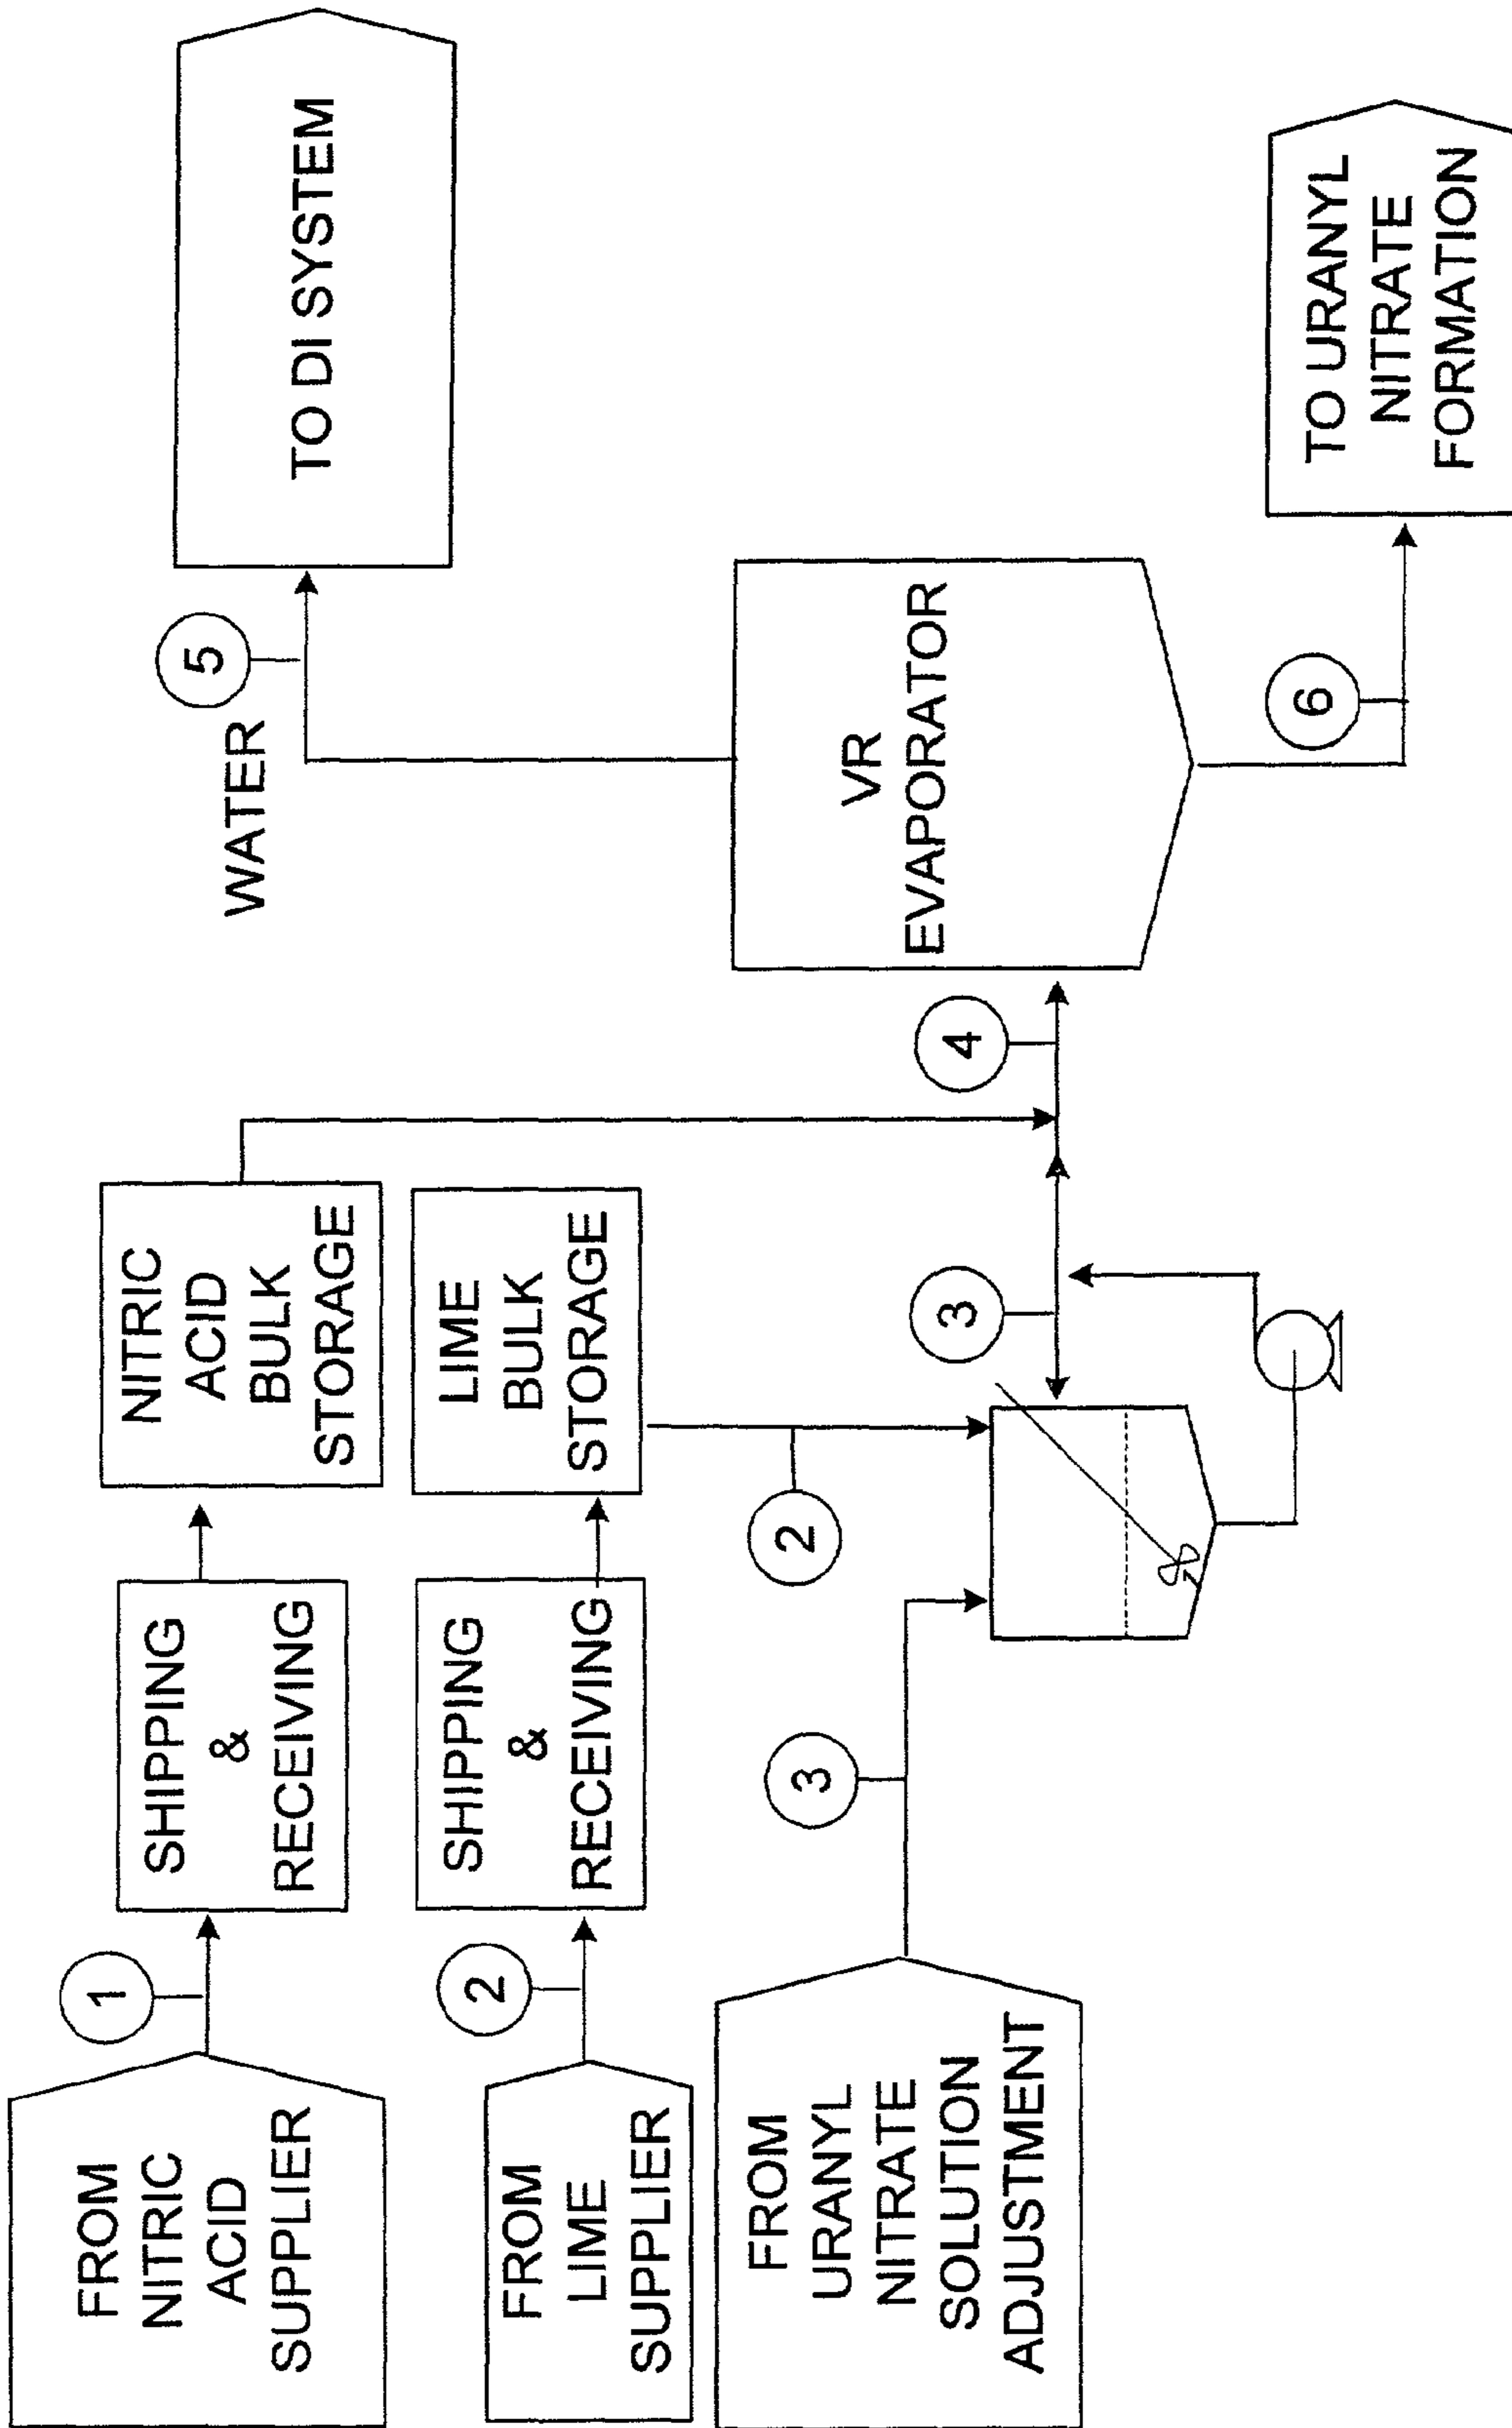 FROM
NITRIC
ACID
SUPPLIER
1
SHIPPING
&
RECEIVING
NITRIC
ACID
BULK
STORAGE
WATER
5
TO DI SYSTEM
FROM
LIME
SUPPLIER
2
SHIPPING
&
RECEIVING
LIME
BULK
STORAGE
2
FROM
URANYL
NITRATE
SOLUTION
ADJUSTMENT
3
3
4
VR
EVAPORATOR
6
TO URANYL
NITRATE
FORMATION